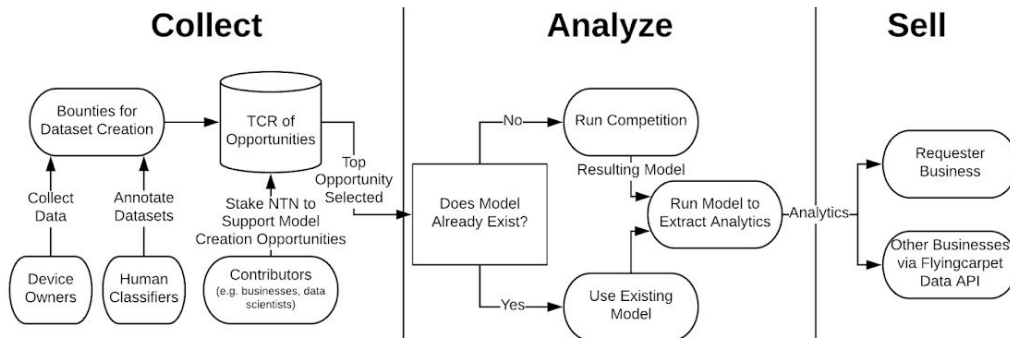 Collect
Analyze
Sell
Bounties for
Dataset Creation
TCR of
Opportunities
Collect
Data
Annotate
Datasets
Stake NTN to
Support Model
Creation Opportunities
Top
Opportunity
Selected
Device
Owners
Human
Classifiers
Contributors
(e.g. businesses, data
scientists)
Does Model
Already Exist?
No
Run Competition
Resulting Model
Run Model to
Extract Analytics
Yes
Use Existing
Model
Analytics
Requester
Business
Other Businesses
via Flyingcarpet
Data API